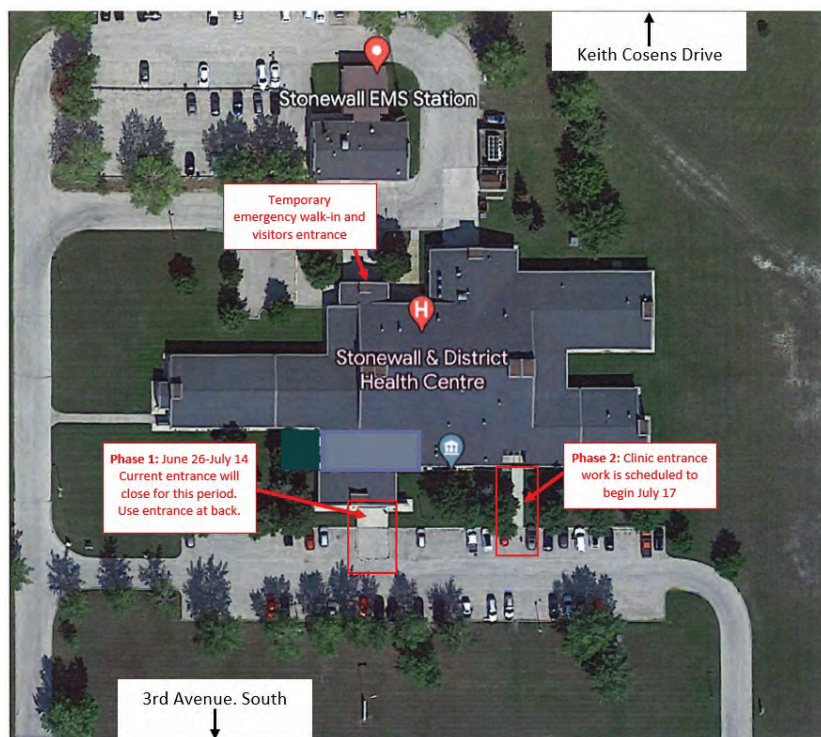 Keith Cosens Drive
Stonewall EMS Station
Temporary
emergency walk-in and
visitors entrance
H
Stonewall & District
Health Centre
Phase 1: June 26-July 14
Current entrance will
close for this period.
Use entrance at back.
Phase 2: Clinic entrance
work is scheduled to
begin July 17
3rd Avenue. South